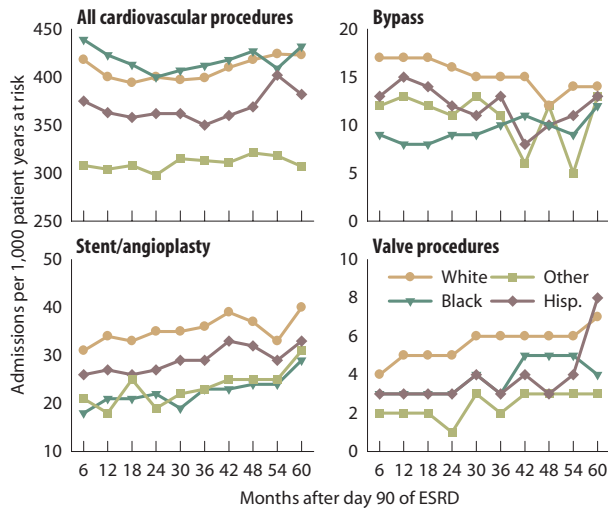 All cardiovascular procedures
450
400
350
300
250
Bypass
20
15
10
5
0
Stent/angioplasty
50
40
30
20
10
6 12 18 24 30 36 42 48 54 60
Valve procedures
10
8
6
4
2
0
White Other
Black Hisp.
6 12 18 24 30 36 42 48 54 60
Admissions per 1,000 patient years at risk
Months after day 90 of ESRD